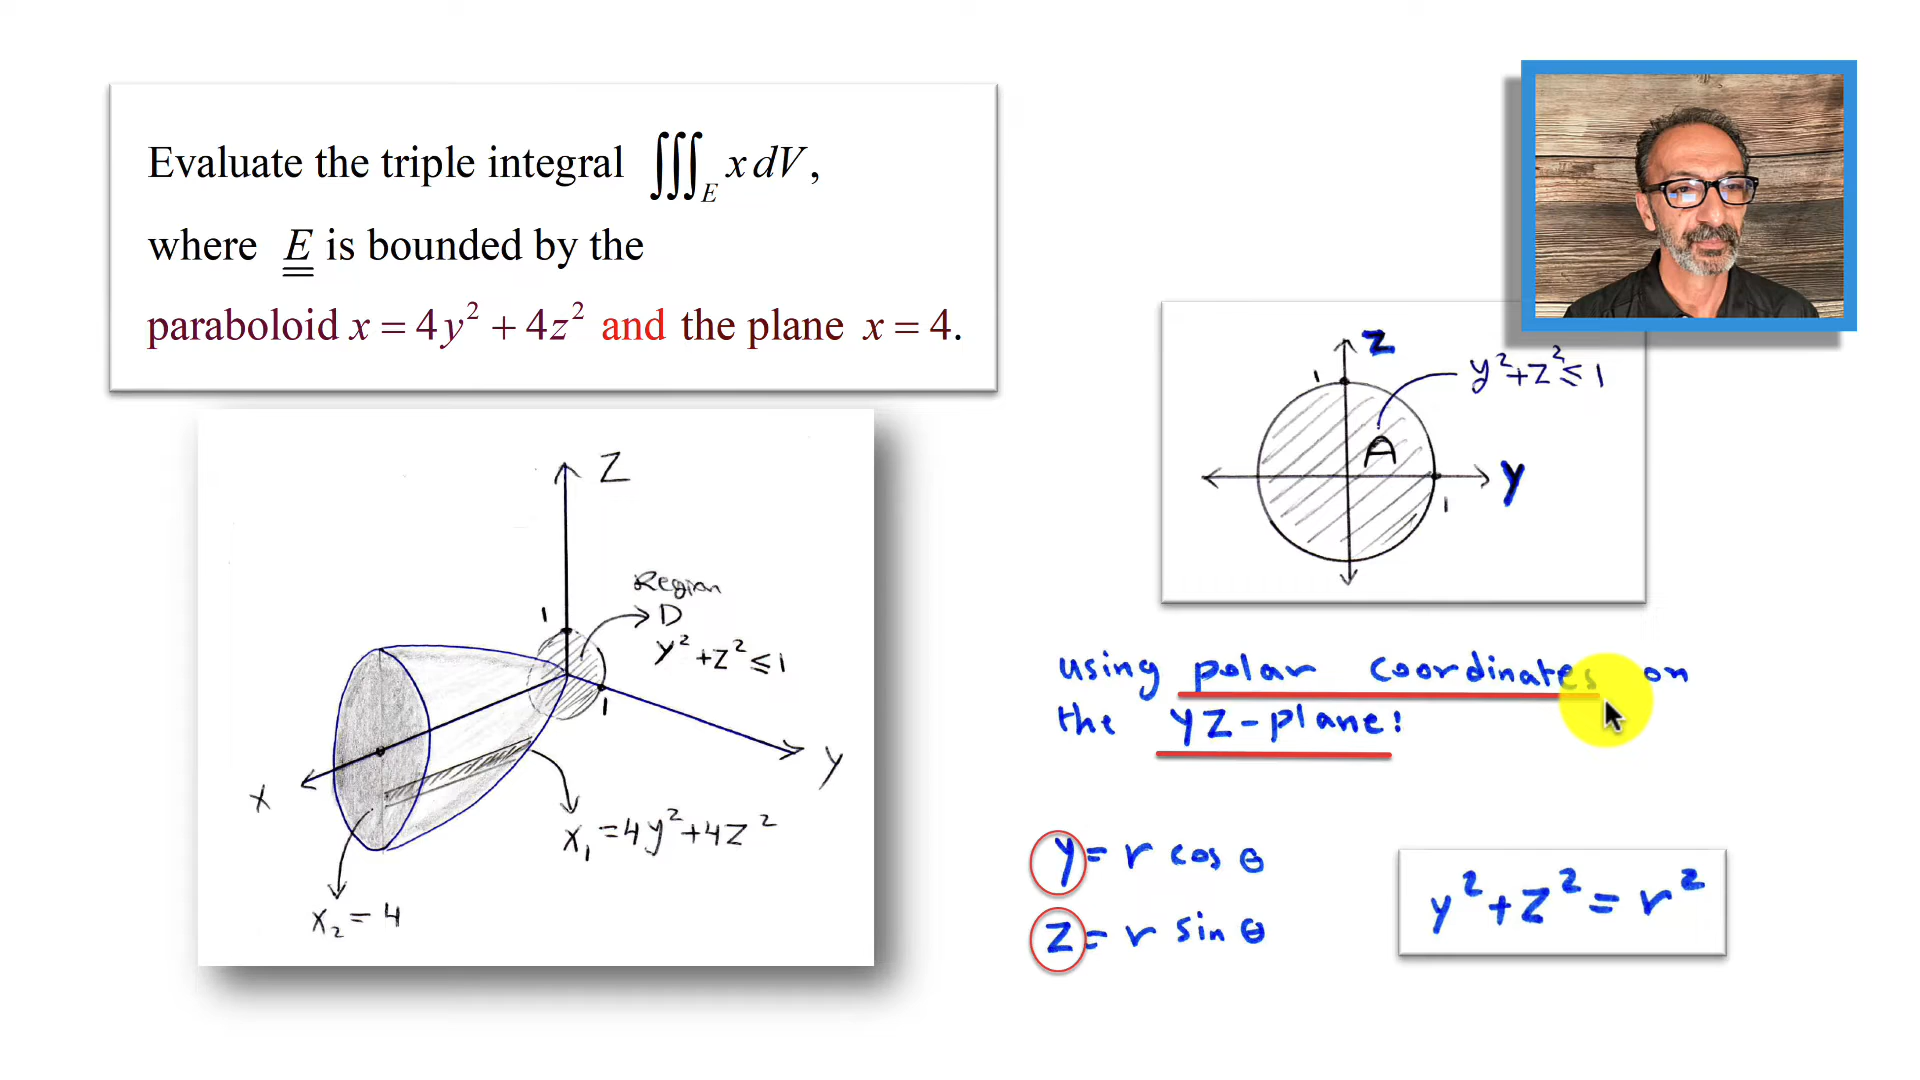 Evaluate the triple integral ∭_E x dV,
where E is bounded by the
paraboloid x = 4y² + 4z² and the plane x = 4.
Z
Region
D
y² + z² ≤ 1
1
1
y
x
x₁ = 4y² + 4z²
x₂ = 4
Z
1
y² + z² ≤ 1
A
y
1
using polar coordinates on
the yz-plane:
y = r cos θ
z = r sin θ
y² + z² = r²